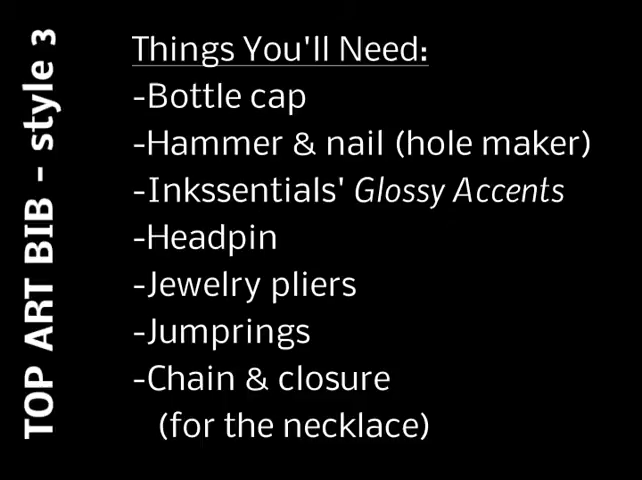 TOP ART BIB - style 3
Things You'll Need:
-Bottle cap
-Hammer & nail (hole maker)
-Inkssentials' Glossy Accents
-Headpin
-Jewelry pliers
-Jumprings
-Chain & closure
(for the necklace)